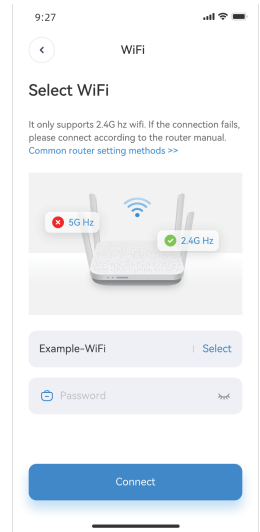 9:27
WiFi
Select WiFi
It only supports 2.4G hz wifi. If the connection fails,
please connect according to the router manual.
Common router setting methods >>
5G Hz
2.4G Hz
Example-WiFi
Select
Password
Connect